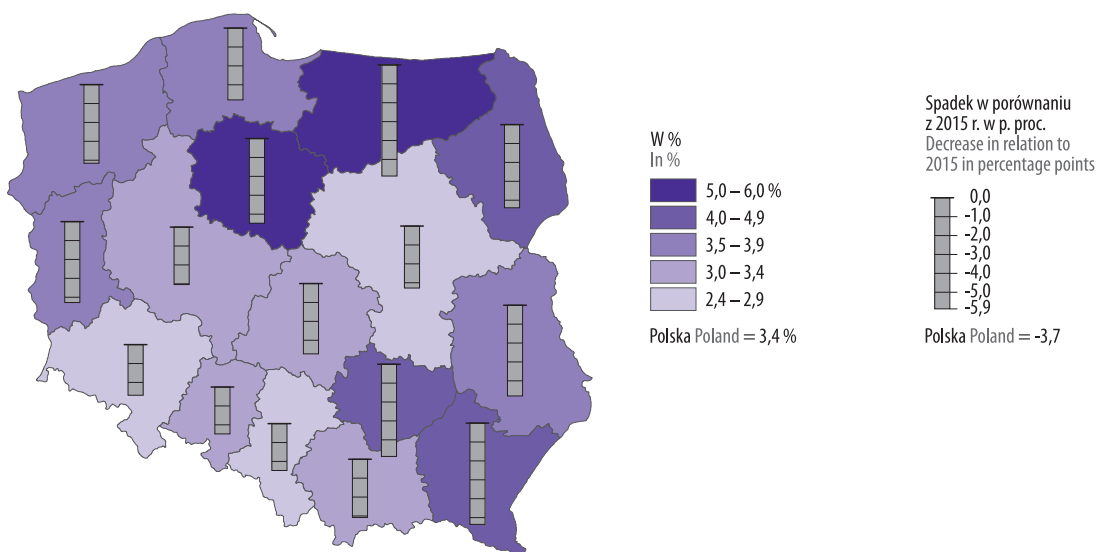 W %
In %
5,0 – 6,0 %
4,0 – 4,9
3,5 – 3,9
3,0 – 3,4
2,4 – 2,9
Polska Poland = 3,4 %
Spadek w porównaniu
z 2015 r. w p. proc.
Decrease in relation to
2015 in percentage points
0,0
-1,0
-2,0
-3,0
-4,0
-5,0
-5,9
Polska Poland = -3,7